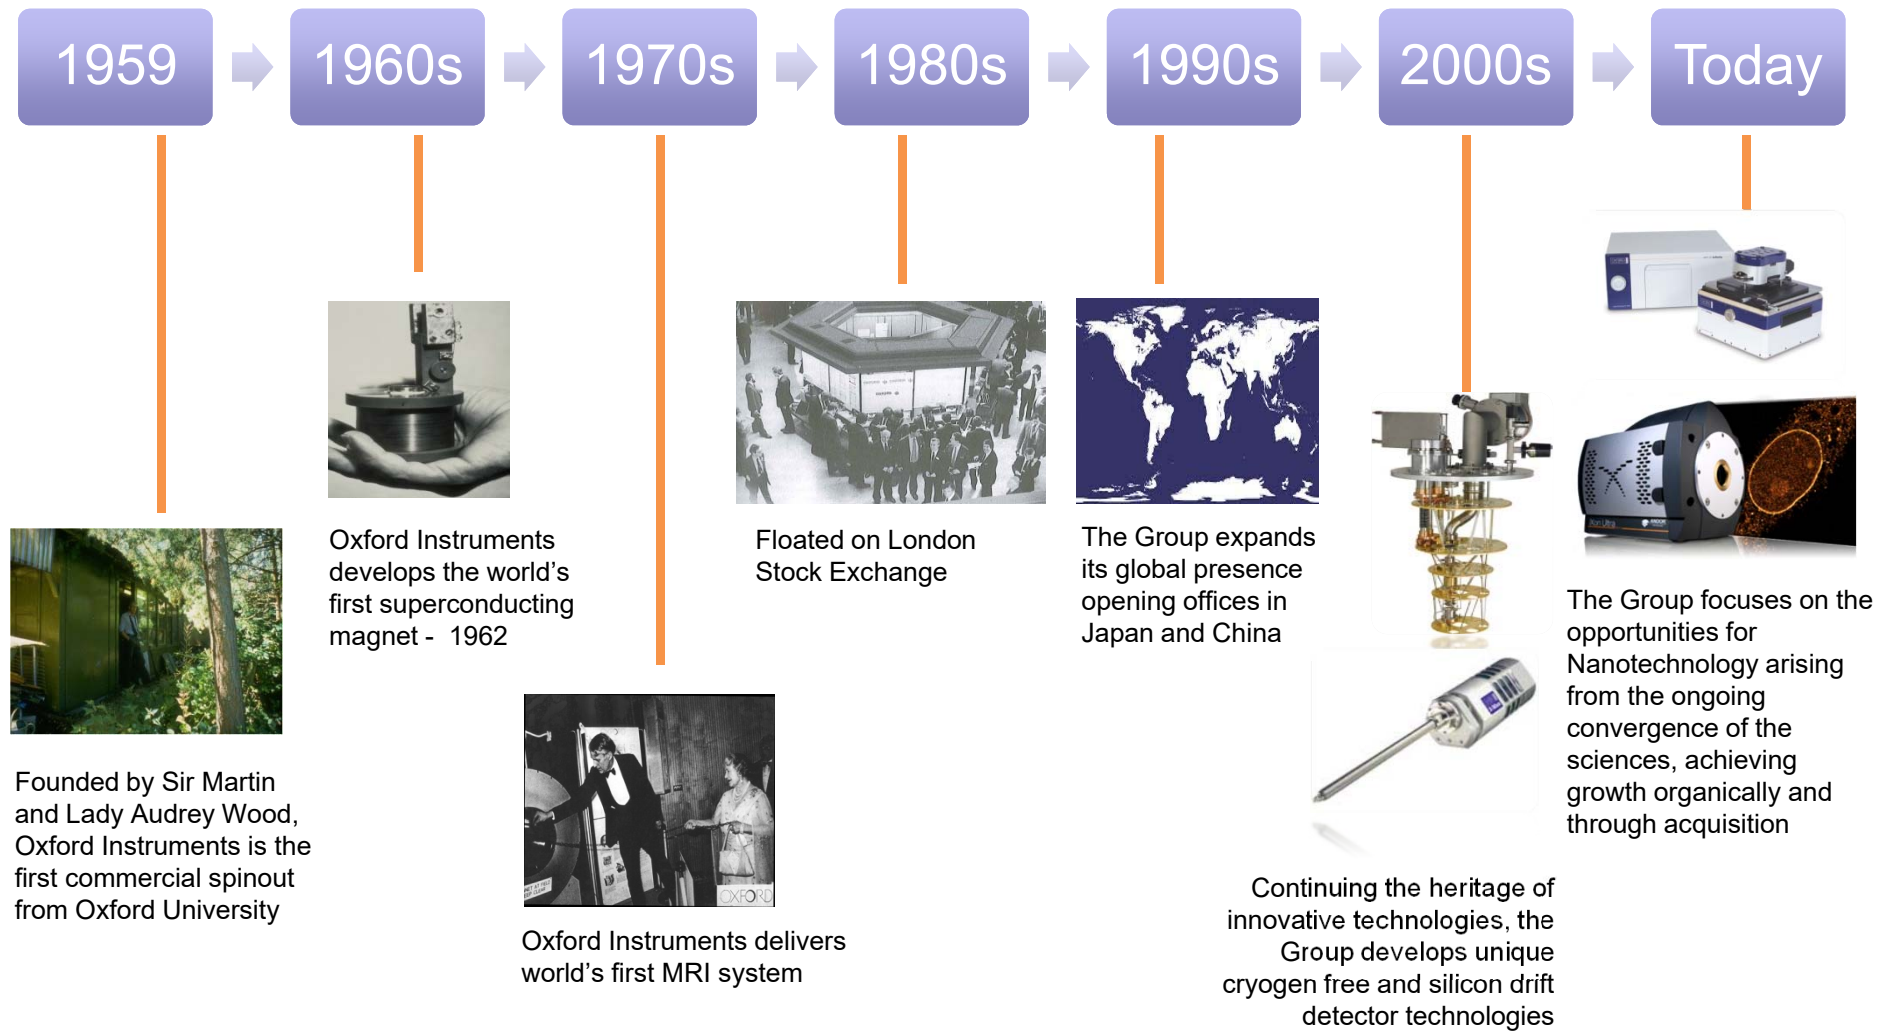 1959
1960s
1970s
1980s
1990s
2000s
Today
Founded by Sir Martin
and Lady Audrey Wood,
Oxford Instruments is the
first commercial spinout
from Oxford University
Oxford Instruments
develops the world’s
first superconducting
magnet -  1962
OXFORD
Oxford Instruments delivers
world’s first MRI system
Floated on London
Stock Exchange
The Group expands
its global presence
opening offices in
Japan and China
Continuing the heritage of
innovative technologies, the
Group develops unique
cryogen free and silicon drift
detector technologies
iXon Ultra
ANDOR
The Group focuses on the
opportunities for
Nanotechnology arising
from the ongoing
convergence of the
sciences, achieving
growth organically and
through acquisition